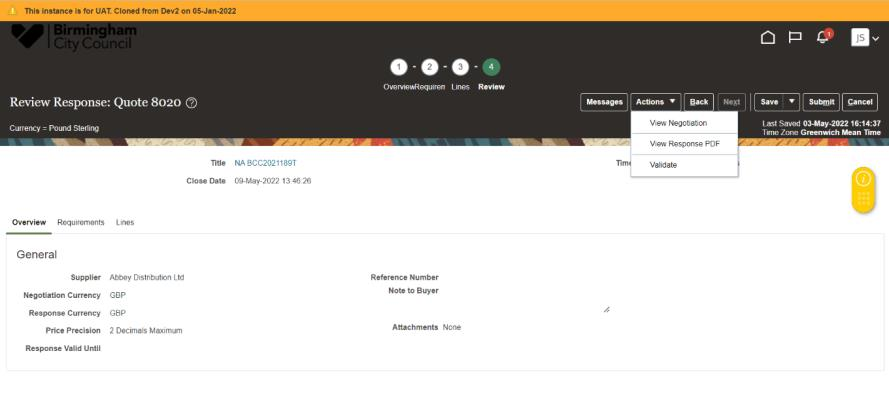 This instance is for UAT. Cloned from Dev2 on 05-Jan-2022
Birmingham
City Council
1
JS
1 - 2 - 3 - 4
Overview Requiren Lines Review
Review Response: Quote 8020
Messages Actions Back Next Save Submit Cancel
Currency = Pound Sterling
Last Saved 03-May-2022 16:14:37
Time Zone Greenwich Mean Time
View Negotiation
View Response PDF
Validate
Title NA BCC2021189T
Time
Close Date 09-May-2022 13:46:26
Overview Requirements Lines
General
Supplier Abbey Distribution Ltd
Negotiation Currency GBP
Response Currency GBP
Price Precision 2 Decimals Maximum
Response Valid Until
Reference Number
Note to Buyer
Attachments None